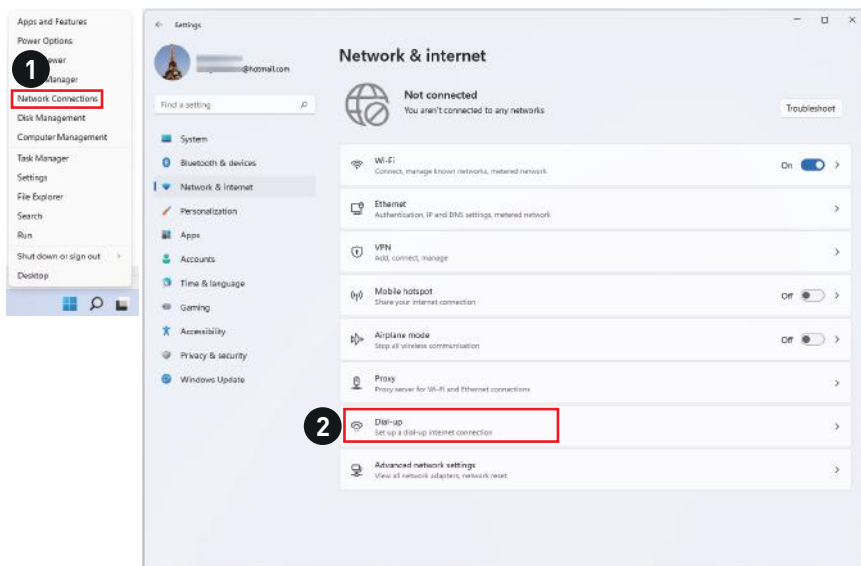 Apps and Features
Power Options
ewer
1
Manager
Network Connections
Disk Management
Computer Management
Task Manager
Settings
File Explorer
Search
Run
Shut down or sign out
Desktop
Settings
@hotmail.com
Find a setting
System
Bluetooth & devices
Network & internet
Personalization
Apps
Accounts
Time & language
Gaming
Accessibility
Privacy & security
Windows Update
Network & internet
Not connected
You aren't connected to any networks
Troubleshoot
Wi-Fi
Connect, manage known networks, metered network
On
Ethernet
Authentication, IP and DNS settings, metered network
VPN
Add, connect, manage
Mobile hotspot
Share your internet connection
Off
Airplane mode
Stop all wireless communication
Off
Proxy
Proxy server for Wi-Fi and Ethernet connections
2
Dial-up
Set up a dial-up internet connection
Advanced network settings
View all network adapters, network reset